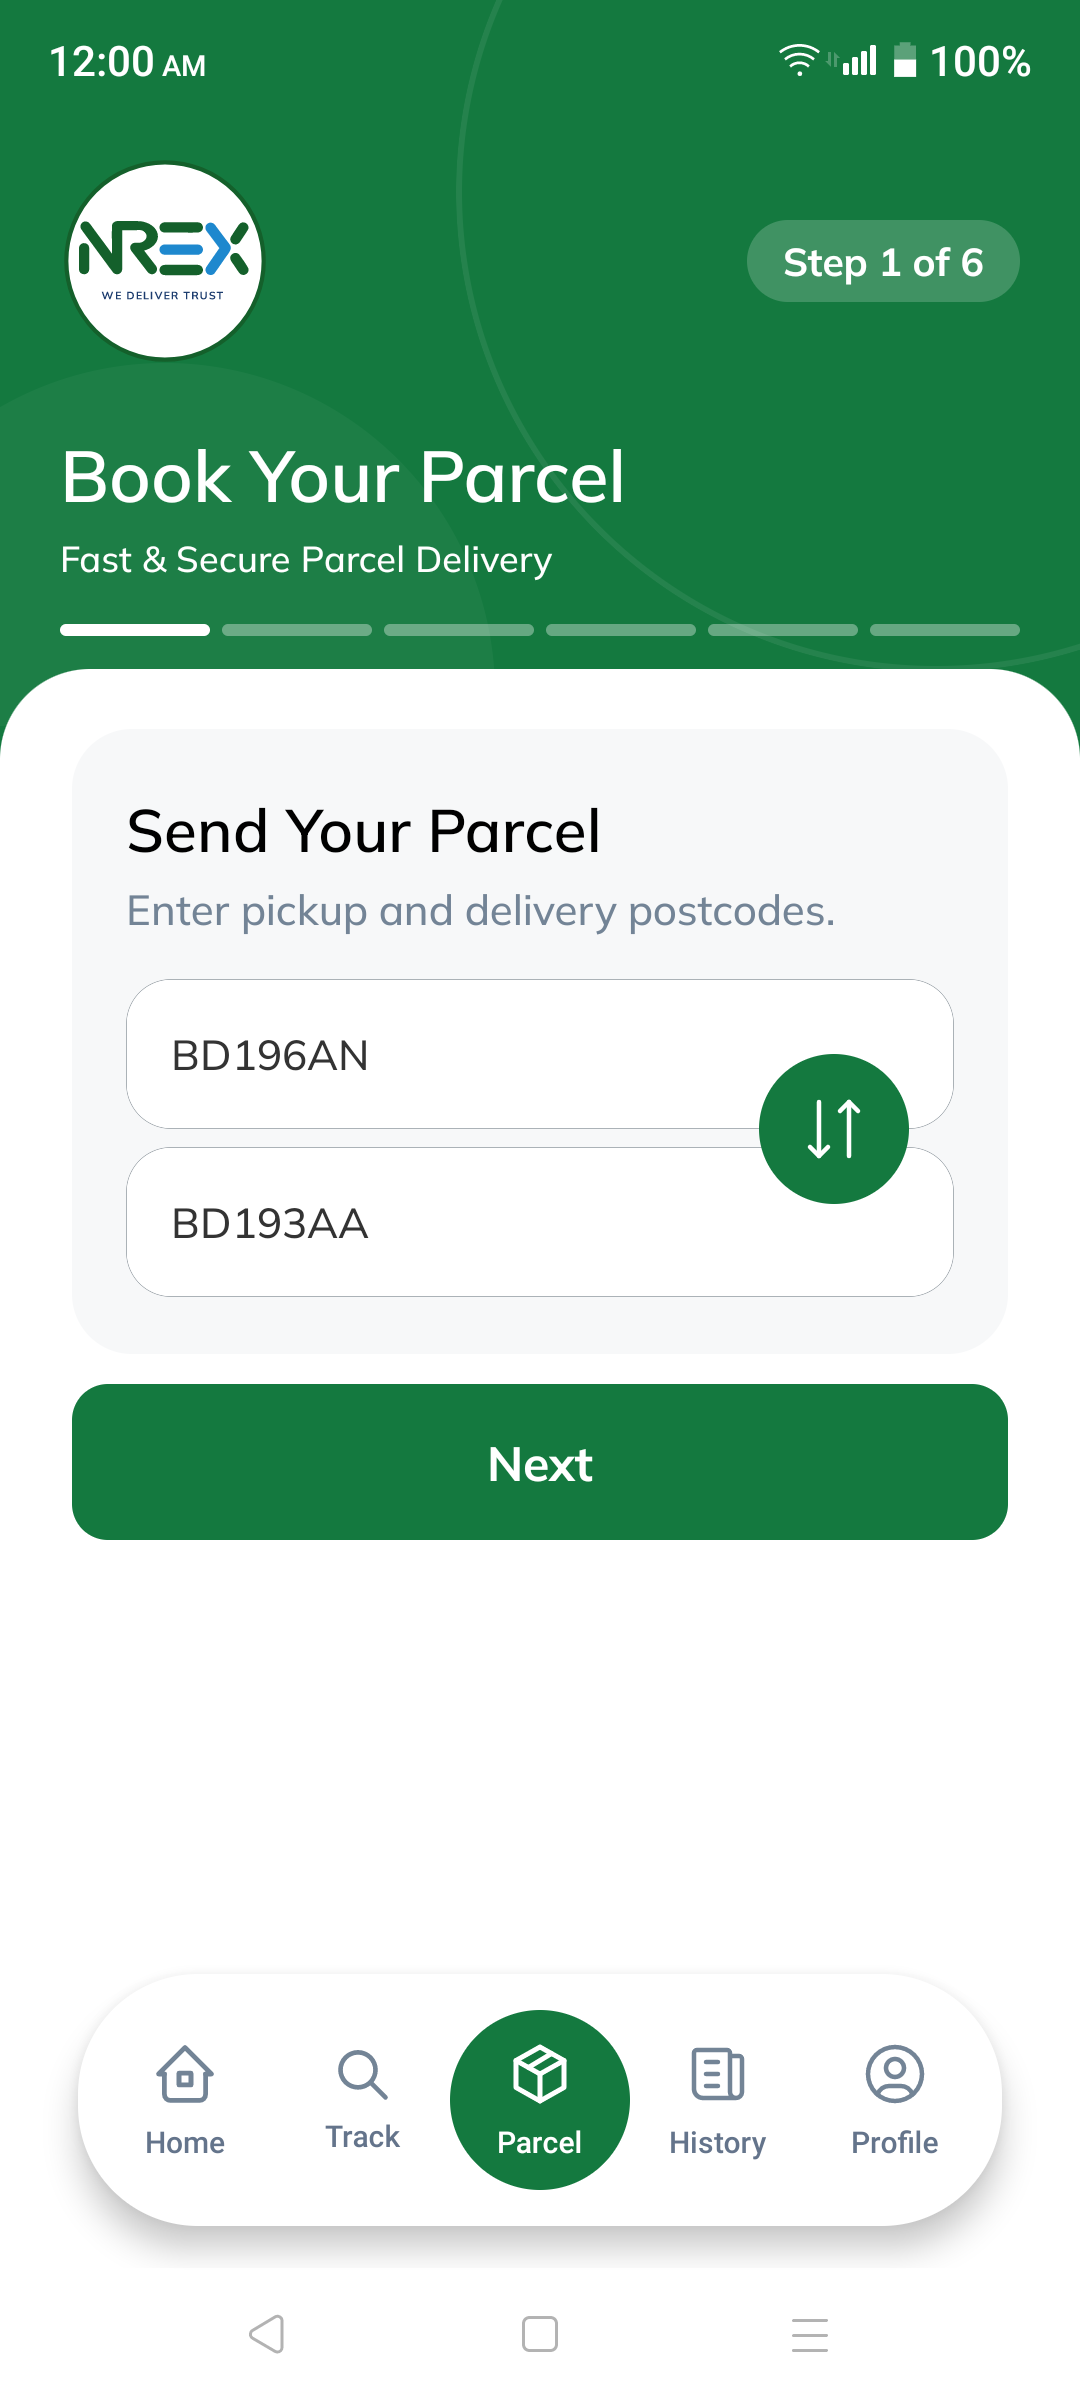 12:00 AM
100%
NREX
WE DELIVER TRUST
Step 1 of 6
Book Your Parcel
Fast & Secure Parcel Delivery
Send Your Parcel
Enter pickup and delivery postcodes.
BD196AN
BD193AA
Next
Home
Track
Parcel
History
Profile